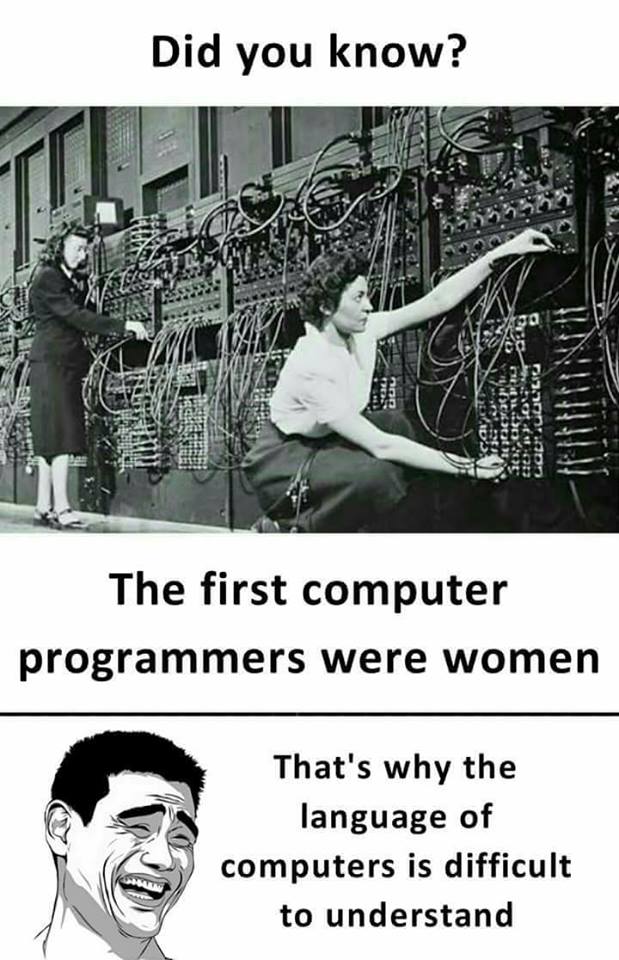 Did you know?
The first computer
programmers were women
That's why the
language of
computers is difficult
to understand